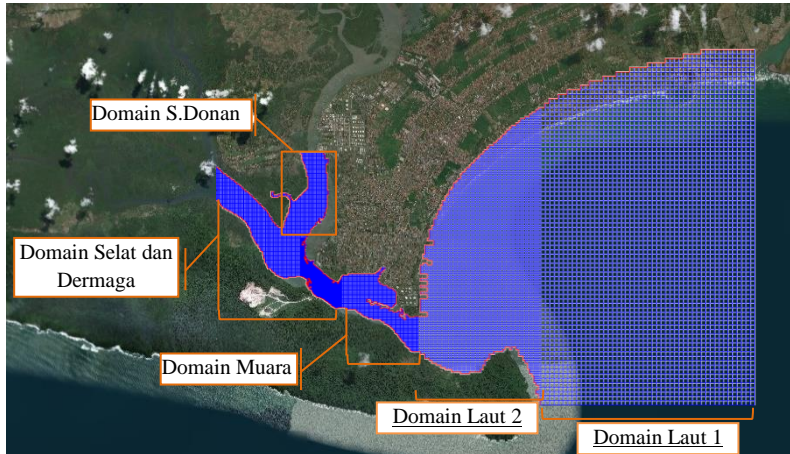 Domain S.Donan
Domain Selat dan
Dermaga
Domain Muara
Domain Laut 2
Domain Laut 1